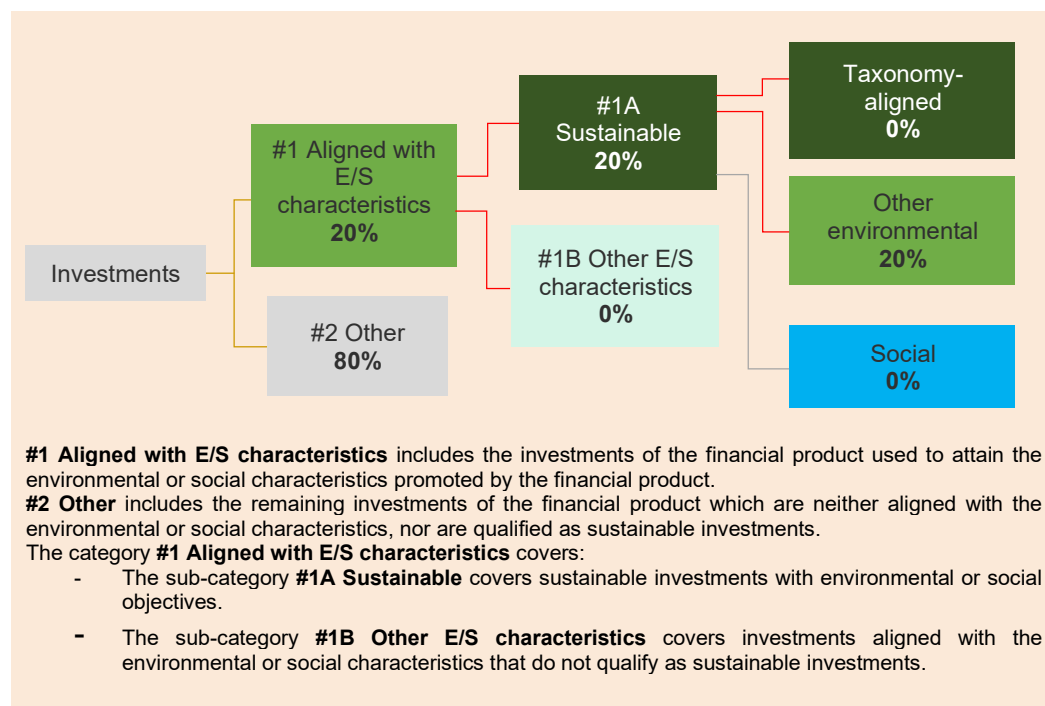 Investments
#1 Aligned with
E/S
characteristics
20%
#2 Other
80%
#1A
Sustainable
20%
#1B Other E/S
characteristics
0%
Taxonomy-
aligned
0%
Other
environmental
20%
Social
0%
#1 Aligned with E/S characteristics includes the investments of the financial product used to attain the
environmental or social characteristics promoted by the financial product.
#2 Other includes the remaining investments of the financial product which are neither aligned with the
environmental or social characteristics, nor are qualified as sustainable investments.
The category #1 Aligned with E/S characteristics covers:
- The sub-category #1A Sustainable covers sustainable investments with environmental or social
objectives.
- The sub-category #1B Other E/S characteristics covers investments aligned with the
environmental or social characteristics that do not qualify as sustainable investments.